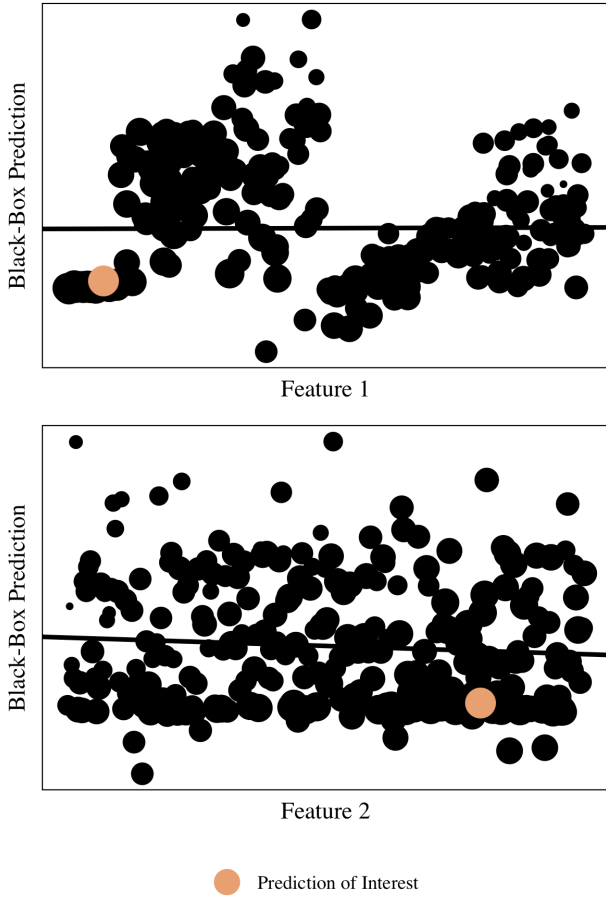 Black-Box Prediction
Feature 1
Black-Box Prediction
Feature 2
Prediction of Interest